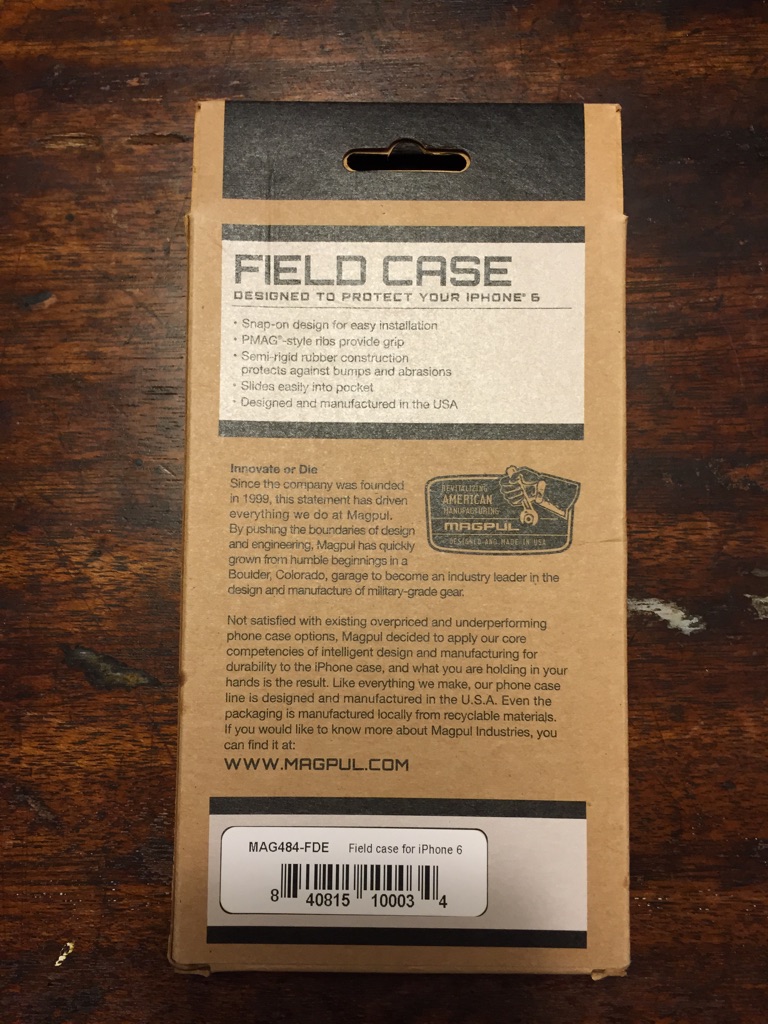 FIELD CASE
DESIGNED TO PROTECT YOUR IPHONE® 6
• Snap-on design for easy installation
• PMAG®-style ribs provide grip
• Semi-rigid rubber construction
protects against bumps and abrasions
• Slides easily into pocket
• Designed and manufactured in the USA
Innovate or Die
Since the company was founded
in 1999, this statement has driven
everything we do at Magpul.
By pushing the boundaries of design
and engineering, Magpul has quickly
grown from humble beginnings in a
Boulder, Colorado, garage to become an industry leader in the
design and manufacture of military-grade gear.
REVITALIZING
AMERICAN
MANUFACTURING
MAGPUL
DESIGNED AND MADE IN USA
Not satisfied with existing overpriced and underperforming
phone case options, Magpul decided to apply our core
competencies of intelligent design and manufacturing for
durability to the iPhone case, and what you are holding in your
hands is the result. Like everything we make, our phone case
line is designed and manufactured in the U.S.A. Even the
packaging is manufactured locally from recyclable materials.
If you would like to know more about Magpul Industries, you
can find it at:
WWW.MAGPUL.COM
MAG484-FDE Field case for iPhone 6
8 40815 10003 4